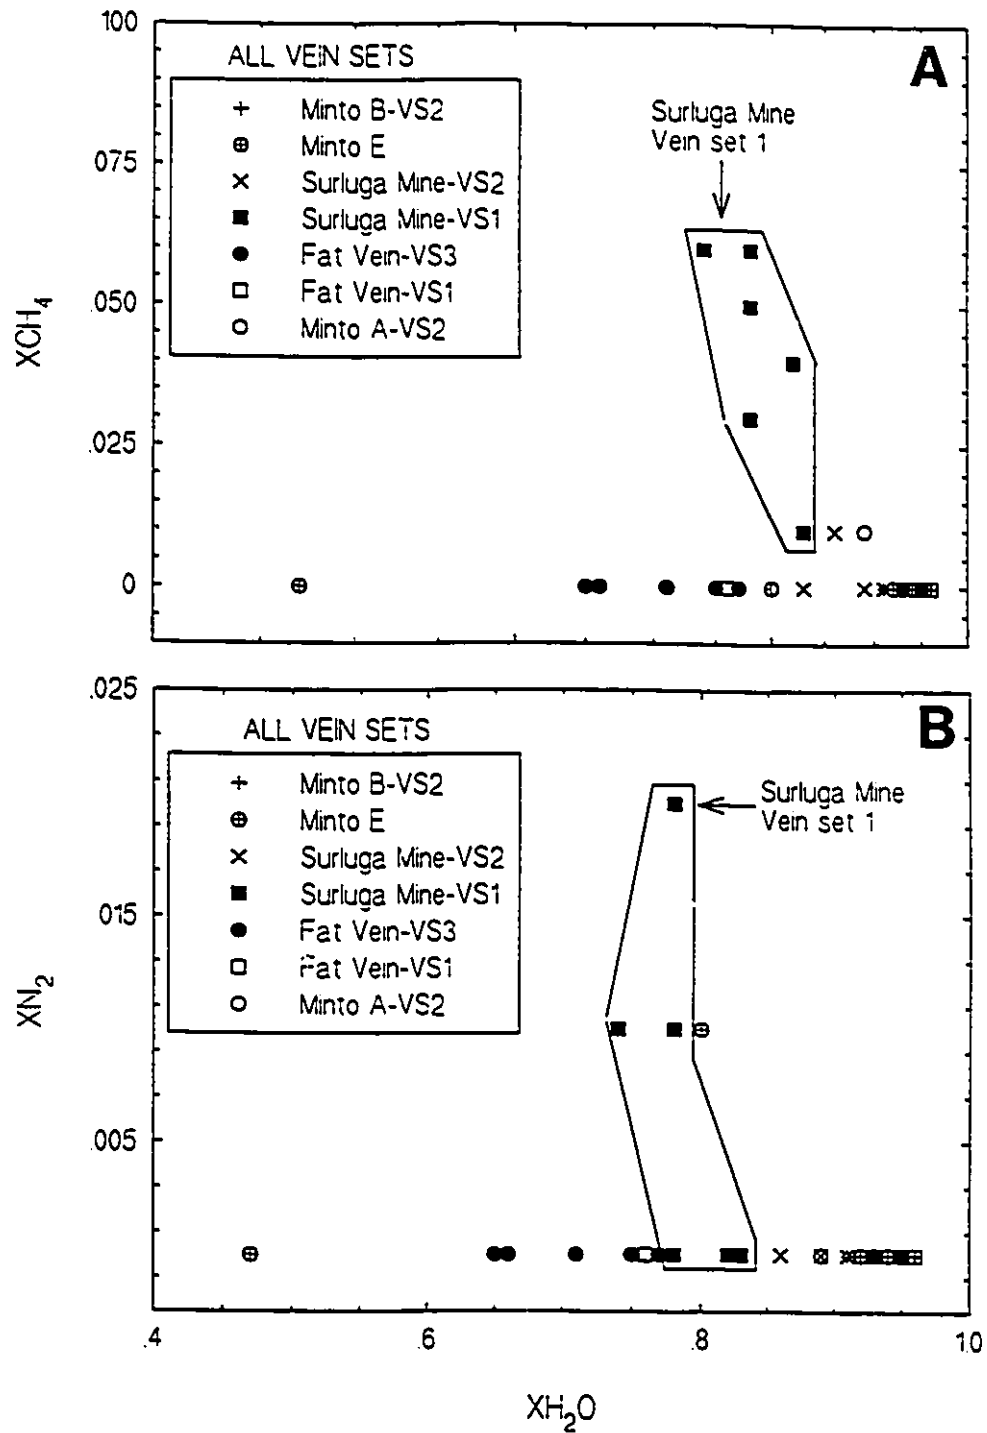 A
ALL VEIN SETS
Minto B-VS2
Minto E
Surluga Mine-VS2
Surluga Mine-VS1
Fat Vein-VS3
Fat Vein-VS1
Minto A-VS2
Surluga Mine
Vein set 1
100
075
.050
.025
0
XCH₄
B
ALL VEIN SETS
Minto B-VS2
Minto E
Surluga Mine-VS2
Surluga Mine-VS1
Fat Vein-VS3
Fat Vein-VS1
Minto A-VS2
Surluga Mine
Vein set 1
.025
015
.005
XN₂
.4
.6
.8
1.0
XH₂O